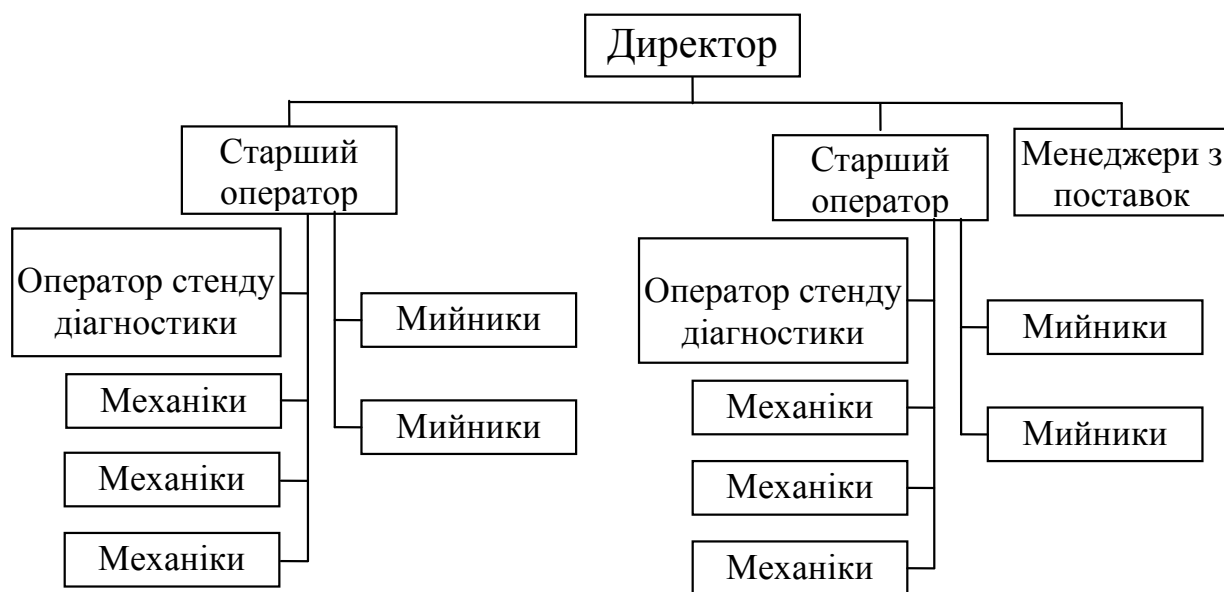 Директор
Старший
оператор
Старший
оператор
Менеджери з
поставок
Оператор стенду
діагностики
Мийники
Механіки
Мийники
Механіки
Механіки
Оператор стенду
діагностики
Мийники
Механіки
Мийники
Механіки
Механіки